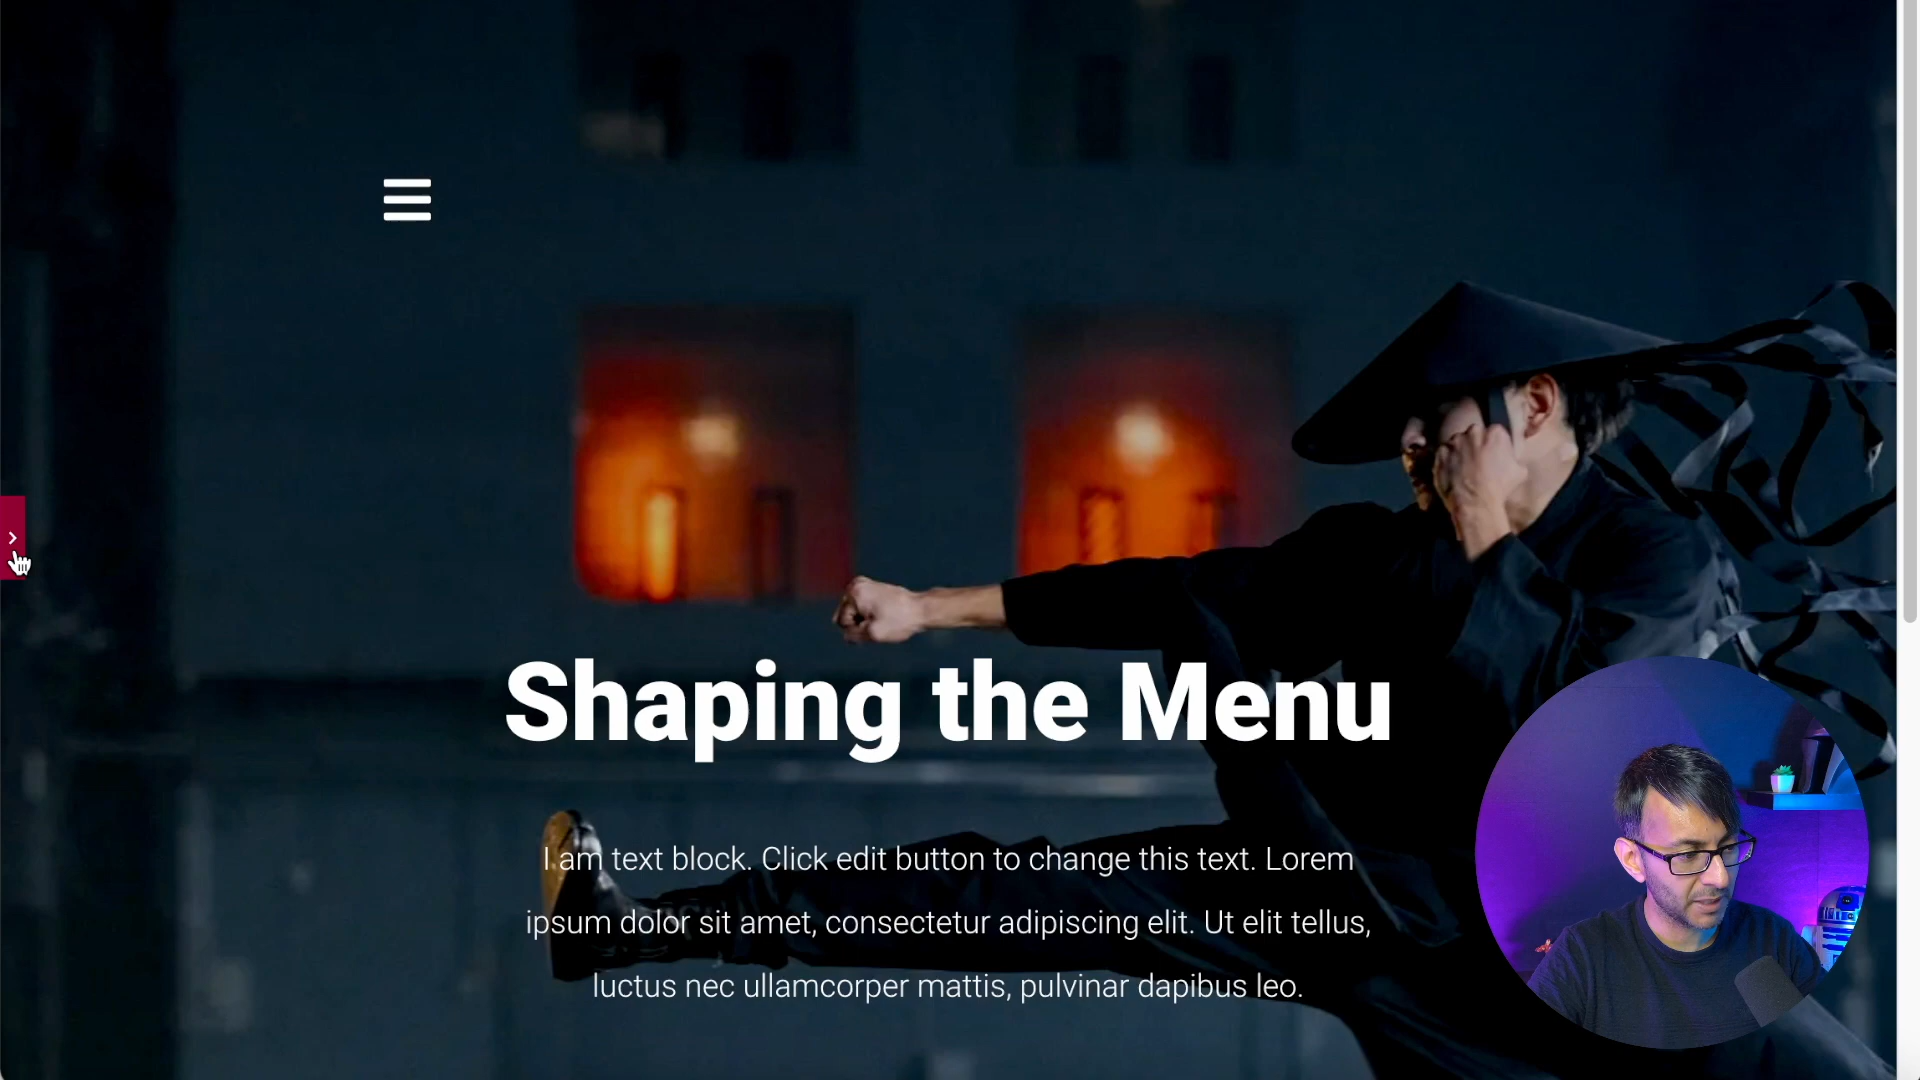 Shaping the Menu
I am text block. Click edit button to change this text. Lorem
ipsum dolor sit amet, consectetur adipiscing elit. Ut elit tellus,
luctus nec ullamcorper mattis, pulvinar dapibus leo.